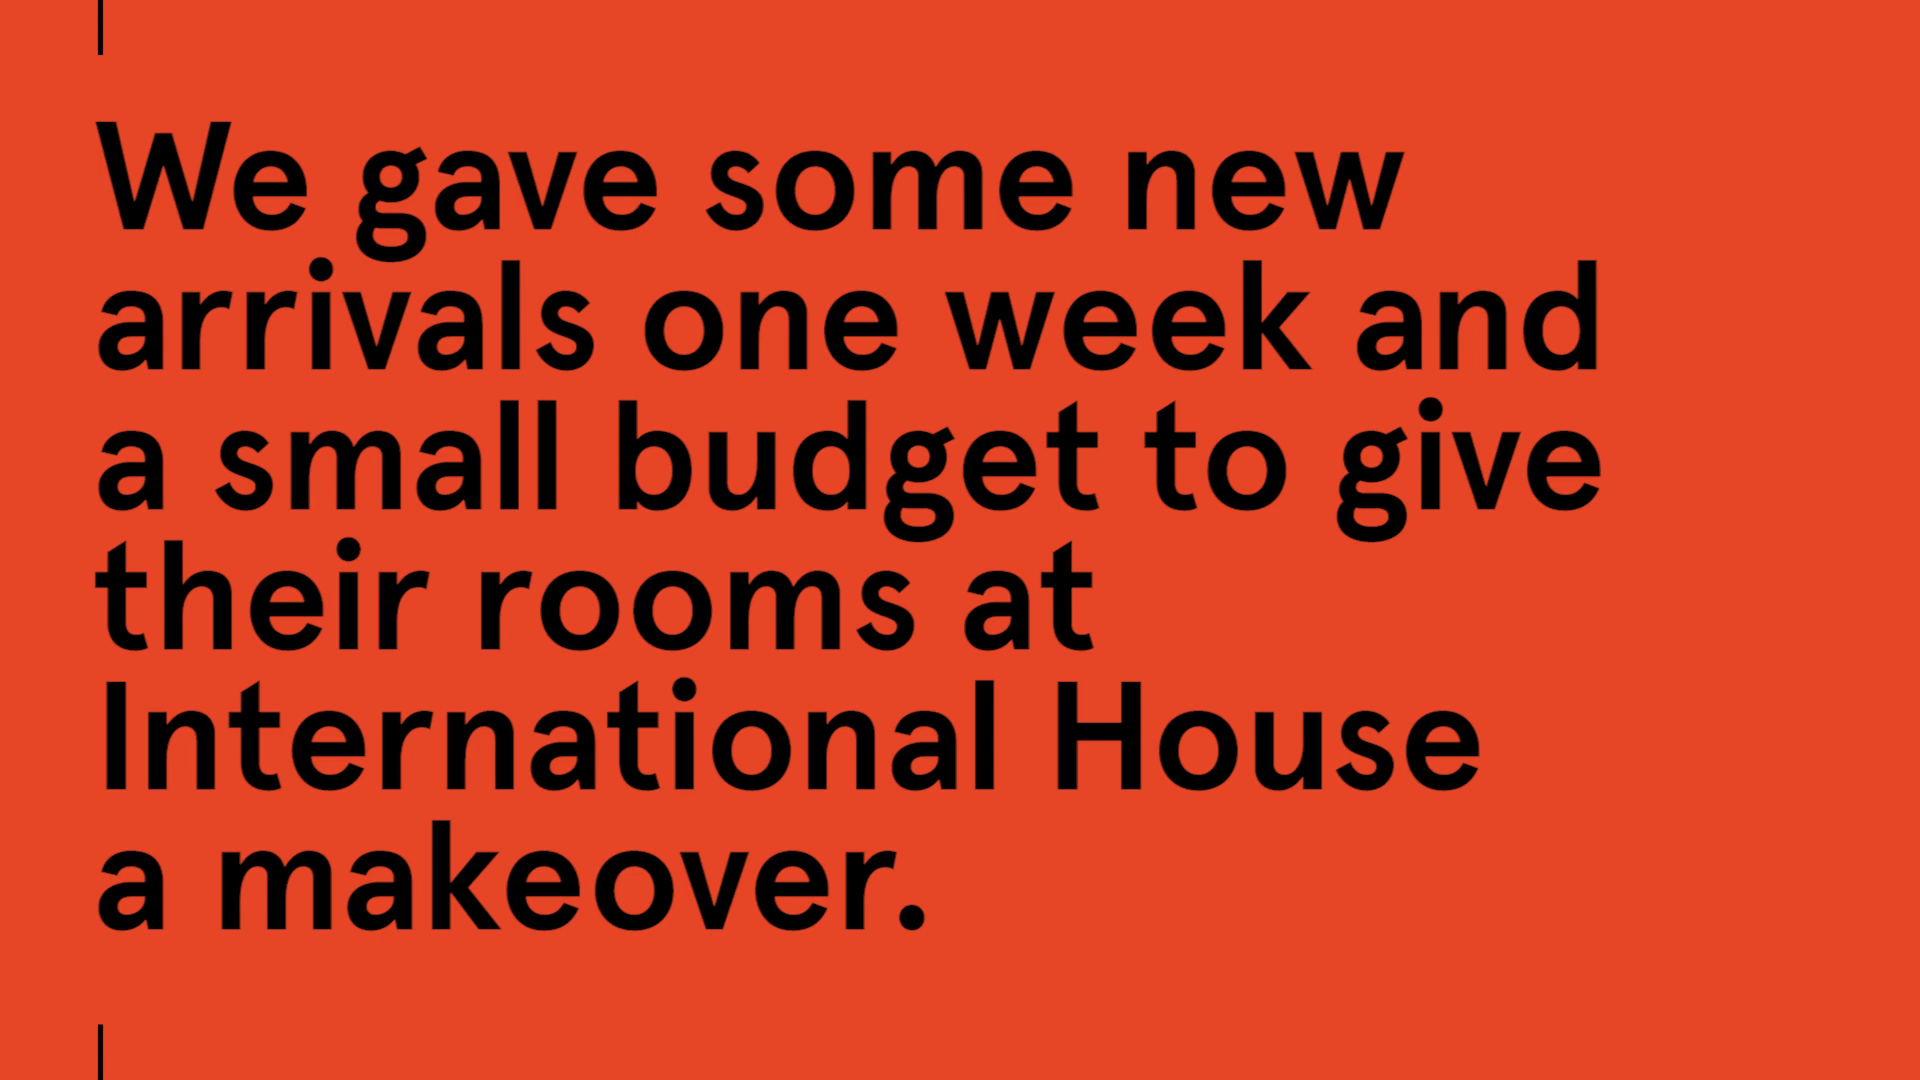 We gave some new
arrivals one week and
a small budget to give
their rooms at
International House
a makeover.